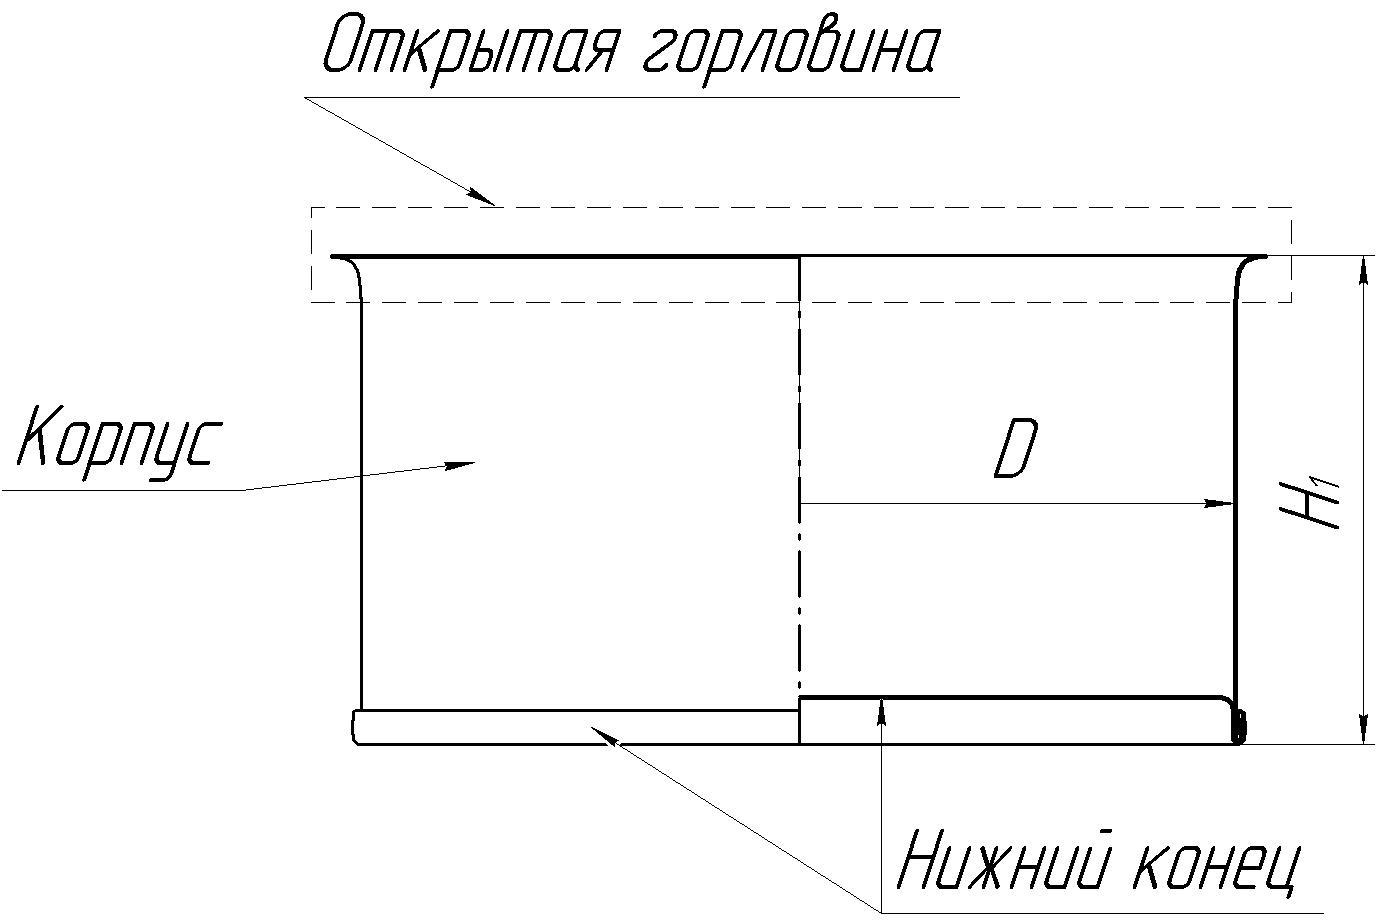 Открытая горловина
Корпус
D
H1
Нижний конец